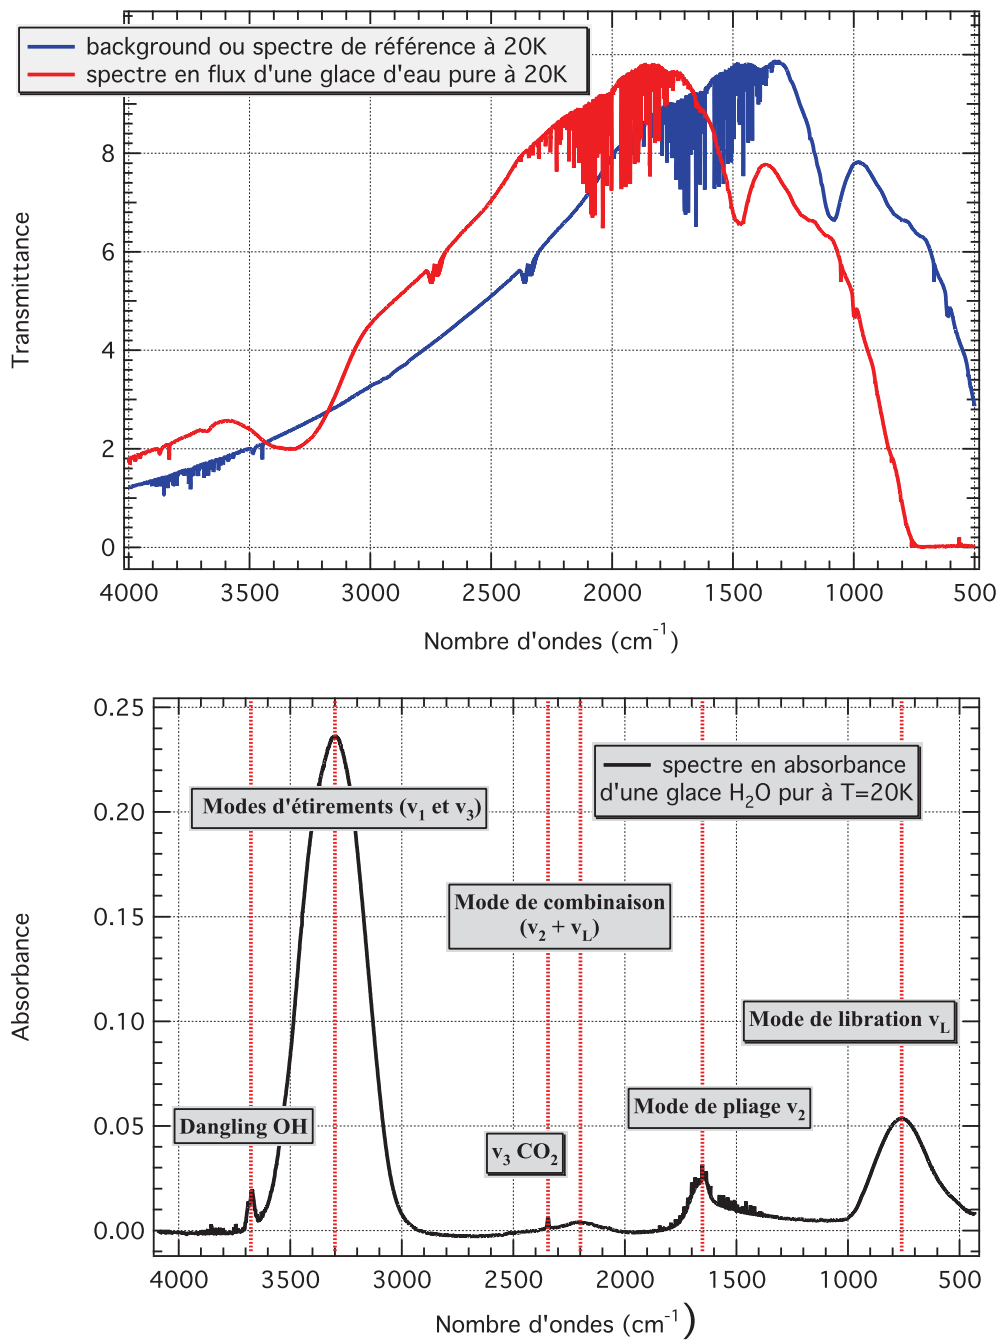 background ou spectre de référence à 20K
spectre en flux d'une glace d'eau pure à 20K
Transmittance
8
6
4
2
0
4000 3500 3000 2500 2000 1500 1000 500
Nombre d'ondes (cm-1)
0.25
0.20
0.15
0.10
0.05
0.00
Absorbance
spectre en absorbance
d'une glace H2O pur à T=20K
Modes d'étirements (v1 et v3)
Mode de combinaison
(v2 + vL)
Mode de libration vL
Mode de pliage v2
Dangling OH
v3 CO2
4000 3500 3000 2500 2000 1500 1000 500
Nombre d'ondes (cm-1)